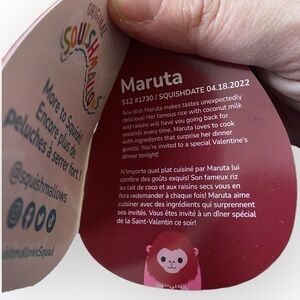 ORIGINAL
SQUISHMALLOWS
More to Squish!
Encore plus de
peluches à serrer fort!
@squishmallows
squishmallowsSquad
Maruta
S12 #1730 / SQUISHDATE 04.18.2022
Any dish Maruta makes tastes unexpectedly
delicious! Her famous rice with coconut milk
and raisins will have you going back for
seconds every time. Maruta loves to cook
with ingredients that surprise her dinner
guests. You're invited to a special Valentine's
dinner tonight!
N'importe quel plat cuisiné par Maruta lui
confère des goûts exquis! Son fameux riz
au lait de coco et aux raisins secs vous en
fera redemander à chaque fois! Maruta aime
cuisiner avec des ingrédients qui surprennent
ses invités. Vous êtes invité à un dîner spécial
de la Saint-Valentin ce soir!